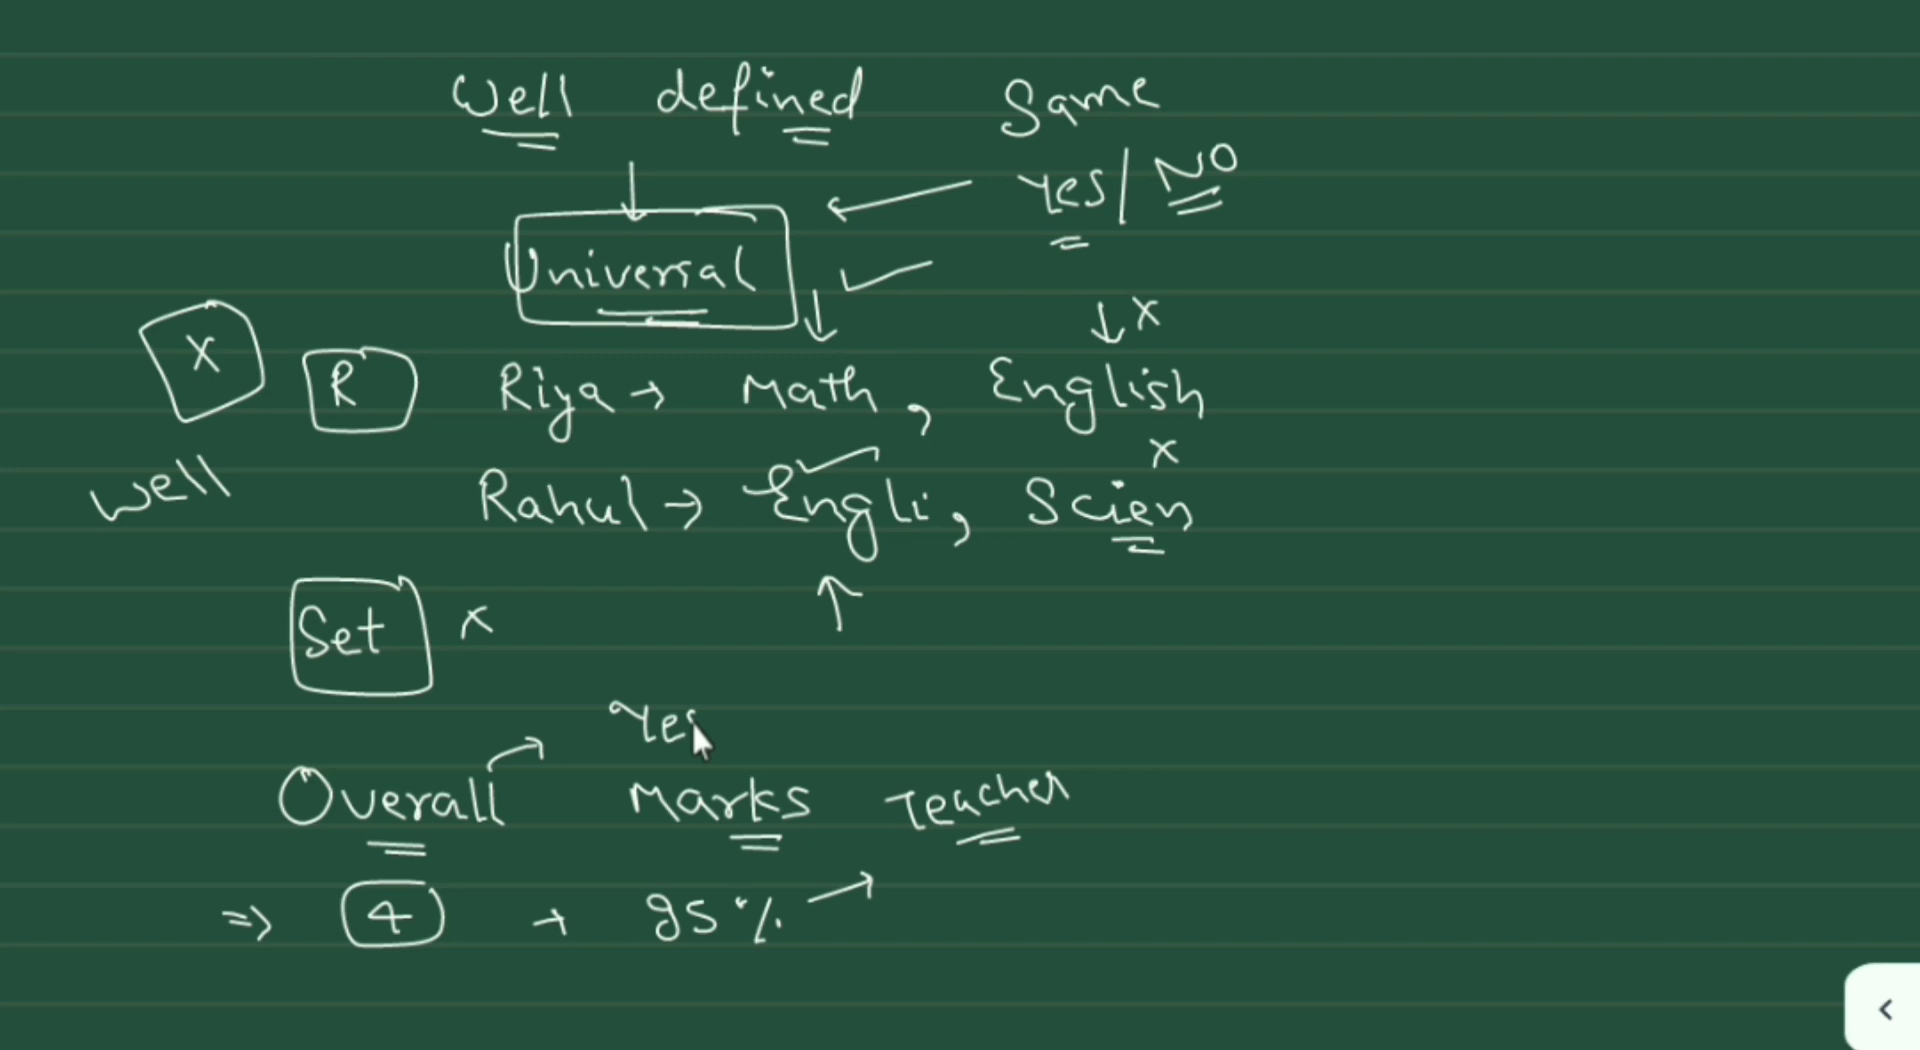 Well defined Same
Yes/NO
Universal
↓ X
X R Riya → Math, English
X
well Rahul → Engli, Scien
Set X
Yes
Overall Marks Teacher
⇒ 4 → 95%